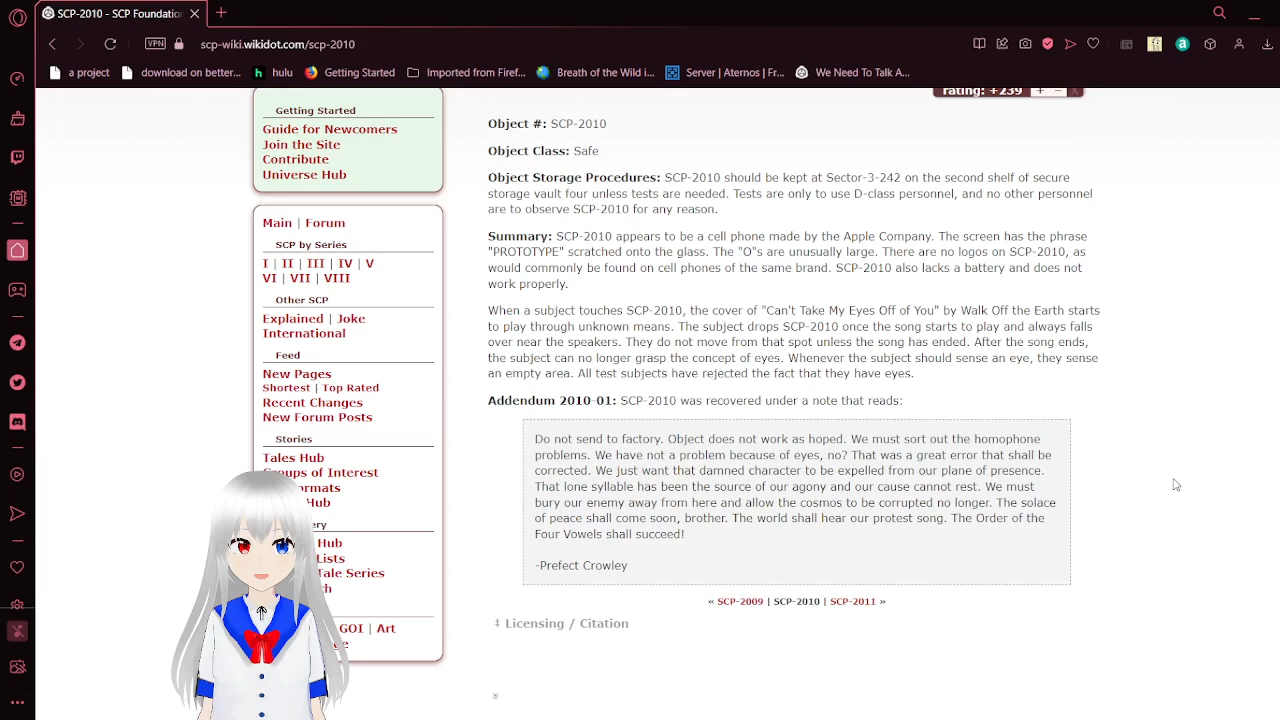 SCP-2010 - SCP Foundation
VPN
scp-wiki.wikidot.com/scp-2010
a project
download on better...
hulu
Getting Started
Imported from Firef...
Breath of the Wild i...
Server | Aternos | Fr...
We Need To Talk A...
rating: +239 + − x
Getting Started
Guide for Newcomers
Join the Site
Contribute
Universe Hub
Main | Forum
SCP by Series
I | II | III | IV | V
VI | VII | VIII
Other SCP
Explained | Joke
International
Feed
New Pages
Shortest | Top Rated
Recent Changes
New Forum Posts
Stories
Tales Hub
Groups of Interest
ormats
Hub
ery
Hub
Lists
Tale Series
th
GOI | Art
ge
Object #: SCP-2010
Object Class: Safe
Object Storage Procedures: SCP-2010 should be kept at Sector-3-242 on the second shelf of secure
storage vault four unless tests are needed. Tests are only to use D-class personnel, and no other personnel
are to observe SCP-2010 for any reason.
Summary: SCP-2010 appears to be a cell phone made by the Apple Company. The screen has the phrase
"PROTOTYPE" scratched onto the glass. The "O"s are unusually large. There are no logos on SCP-2010, as
would commonly be found on cell phones of the same brand. SCP-2010 also lacks a battery and does not
work properly.
When a subject touches SCP-2010, the cover of "Can't Take My Eyes Off of You" by Walk Off the Earth starts
to play through unknown means. The subject drops SCP-2010 once the song starts to play and always falls
over near the speakers. They do not move from that spot unless the song has ended. After the song ends,
the subject can no longer grasp the concept of eyes. Whenever the subject should sense an eye, they sense
an empty area. All test subjects have rejected the fact that they have eyes.
Addendum 2010-01: SCP-2010 was recovered under a note that reads:
Do not send to factory. Object does not work as hoped. We must sort out the homophone
problems. We have not a problem because of eyes, no? That was a great error that shall be
corrected. We just want that damned character to be expelled from our plane of presence.
That lone syllable has been the source of our agony and our cause cannot rest. We must
bury our enemy away from here and allow the cosmos to be corrupted no longer. The solace
of peace shall come soon, brother. The world shall hear our protest song. The Order of the
Four Vowels shall succeed!
-Prefect Crowley
« SCP-2009 | SCP-2010 | SCP-2011 »
‡ Licensing / Citation